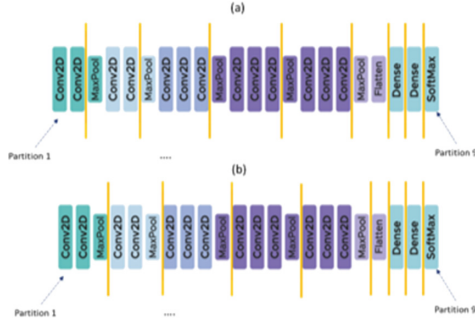 (a)
Conv2D
Conv2D
MaxPool
Conv2D
Conv2D
MaxPool
Conv2D
Conv2D
Conv2D
MaxPool
Conv2D
Conv2D
Conv2D
MaxPool
Conv2D
Conv2D
Conv2D
MaxPool
Flatten
Dense
Dense
SoftMax
Partition 1
....
Partition 9
(b)
Conv2D
Conv2D
MaxPool
Conv2D
Conv2D
MaxPool
Conv2D
Conv2D
Conv2D
MaxPool
Conv2D
Conv2D
Conv2D
MaxPool
Conv2D
Conv2D
Conv2D
MaxPool
Flatten
Dense
Dense
SoftMax
Partition 1
....
Partition 9